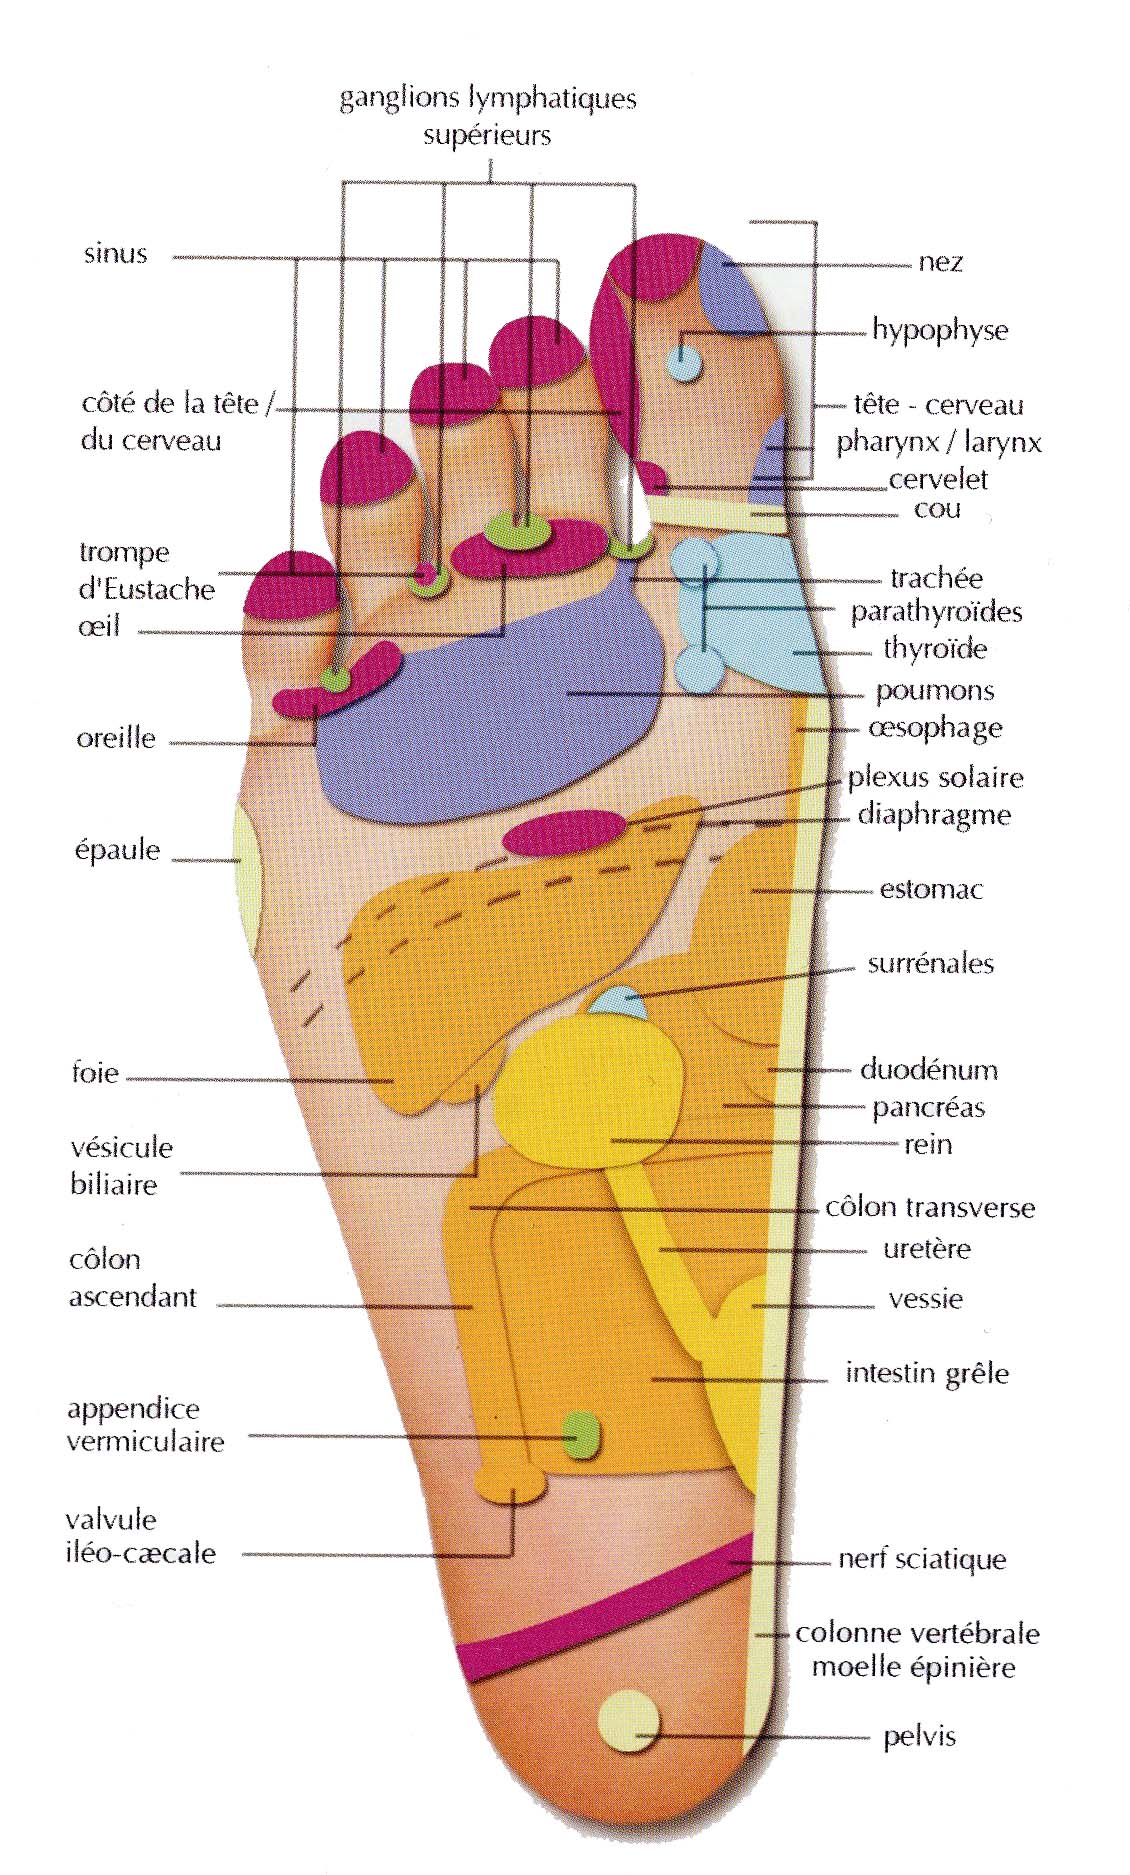 ganglions lymphatiques
supérieurs
sinus
côté de la tête /
du cerveau
trompe
d'Eustache
œil
oreille
épaule
foie
vésicule
biliaire
côlon
ascendant
appendice
vermiculaire
valvule
iléo-cæcale
nez
hypophyse
tête - cerveau
pharynx / larynx
cervelet
cou
trachée
parathyroïdes
thyroïde
poumons
œsophage
plexus solaire
diaphragme
estomac
surrénales
duodénum
pancréas
rein
côlon transverse
uretère
vessie
intestin grêle
nerf sciatique
colonne vertébrale
moelle épinière
pelvis